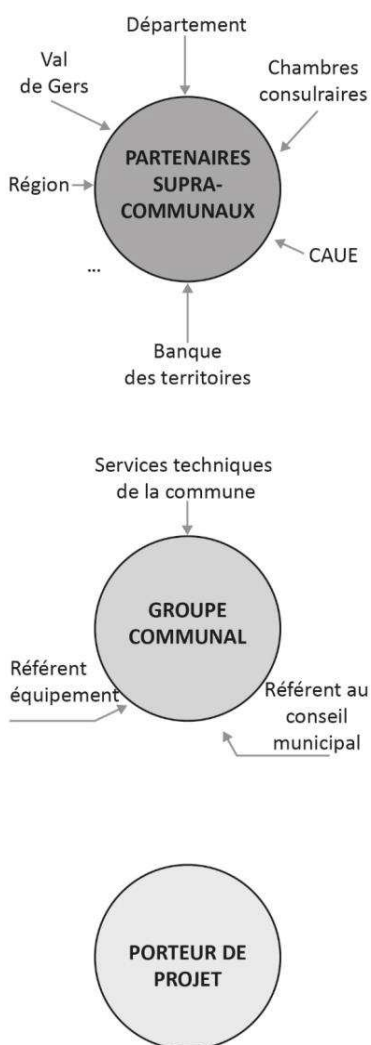 Département
Val
de Gers
Chambres
consulraires
PARTENAIRES
SUPRA-
COMMUNAUX
Région
CAUE
...
Banque
des territoires
Services techniques
de la commune
GROUPE
COMMUNAL
Référent
équipement
Référent au
conseil
municipal
PORTEUR DE
PROJET